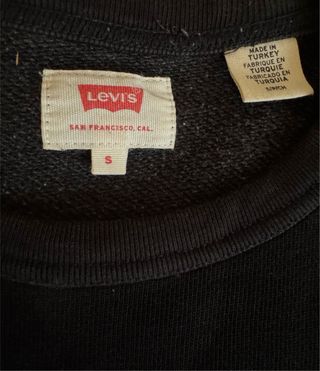 Levi's
SAN FRANCISCO, CAL.
S
MADE IN
TURKEY
FABRIQUE EN
TURQUIE
FABRICADO EN
TURQUIA